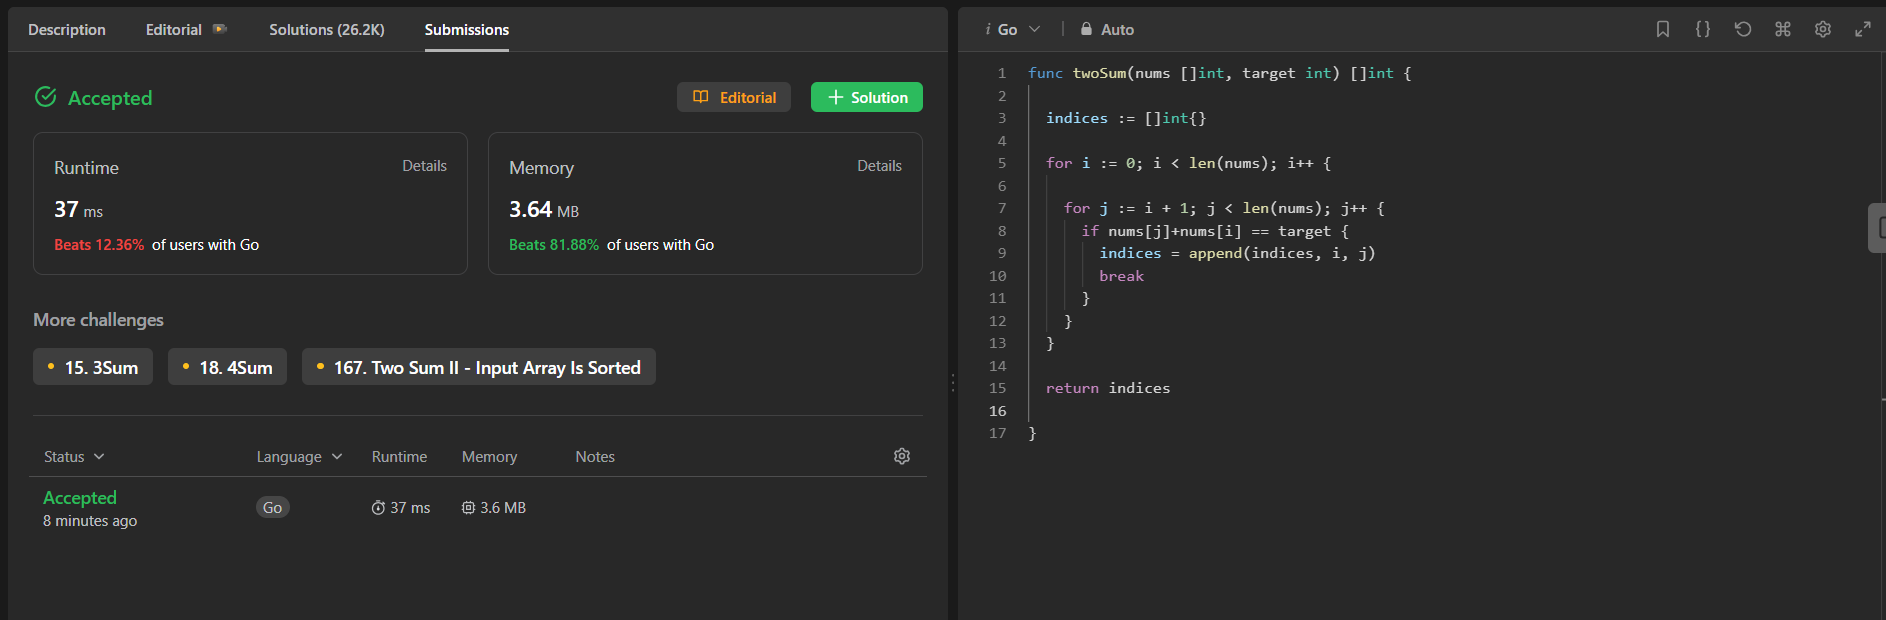 Description Editorial Solutions (26.2K) Submissions
Accepted Editorial + Solution
Runtime Details
37 ms
Beats 12.36% of users with Go
Memory Details
3.64 MB
Beats 81.88% of users with Go
More challenges
15. 3Sum 18. 4Sum 167. Two Sum II - Input Array Is Sorted
Status Language Runtime Memory Notes
Accepted Go 37 ms 3.6 MB
8 minutes ago
i Go Auto
1 func twoSum(nums []int, target int) []int {
2
3 indices := []int{}
4
5 for i := 0; i < len(nums); i++ {
6
7 for j := i + 1; j < len(nums); j++ {
8 if nums[j]+nums[i] == target {
9 indices = append(indices, i, j)
10 break
11 }
12 }
13 }
14
15 return indices
16
17 }